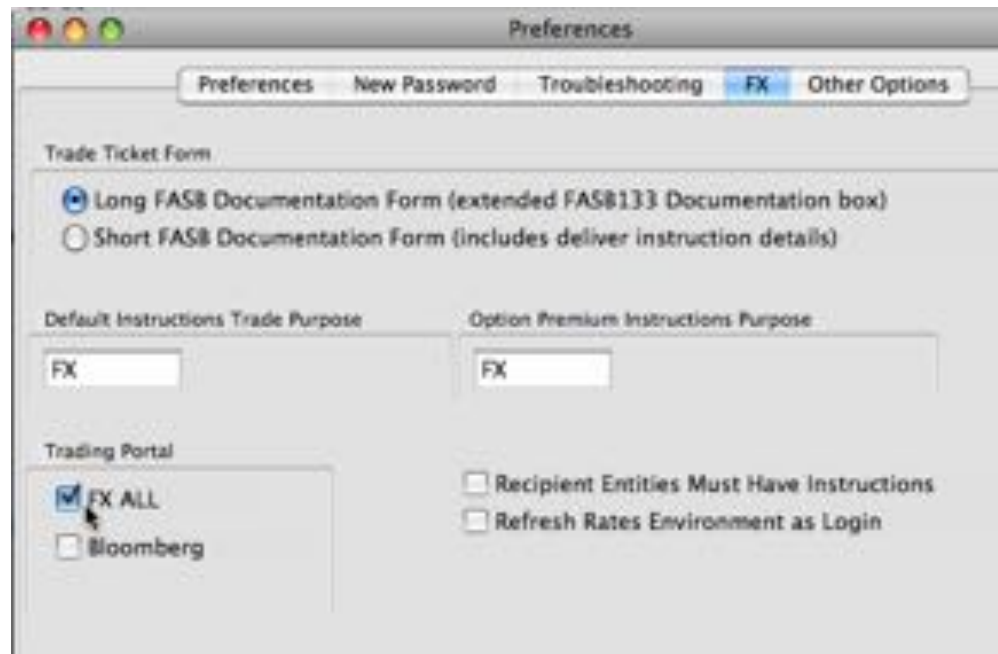 Preferences
Preferences New Password Troubleshooting FX Other Options
Trade Ticket Form
Long FASB Documentation Form (extended FASB133 Documentation box)
Short FASB Documentation Form (includes deliver instruction details)
Default Instructions Trade Purpose
Option Premium Instructions Purpose
FX
FX
Trading Portal
FX ALL
Bloomberg
Recipient Entities Must Have Instructions
Refresh Rates Environment as Login